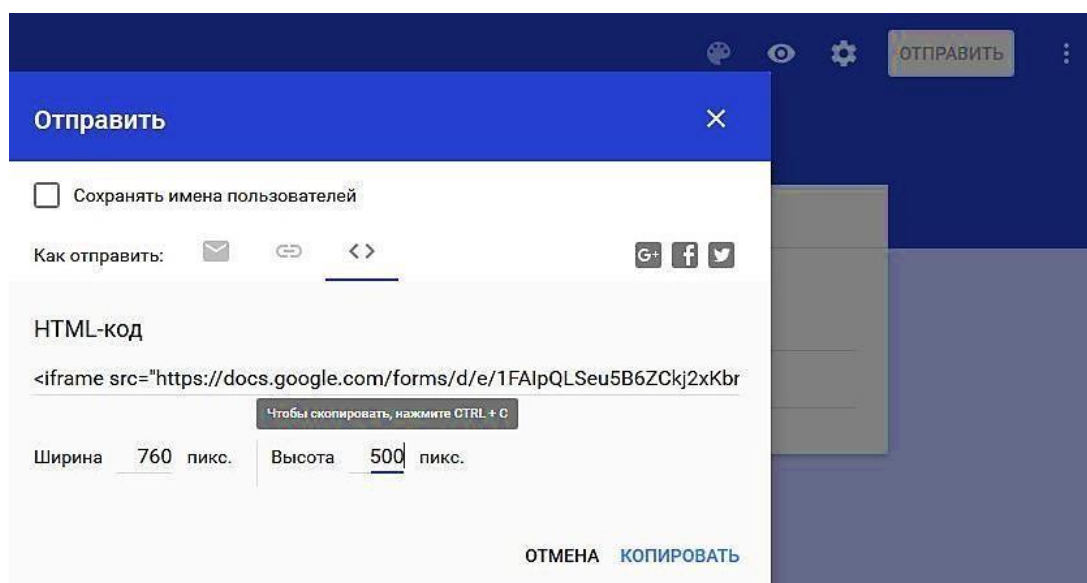 ОТПРАВИТЬ
Отправить
Сохранять имена пользователей
Как отправить:
G+
HTML-код
<iframe src="https://docs.google.com/forms/d/e/1FAIpQLSeu5B6ZCkj2xKbr
Чтобы скопировать, нажмите CTRL + C
Ширина 760 пикс. Высота 500 пикс.
ОТМЕНА КОПИРОВАТЬ